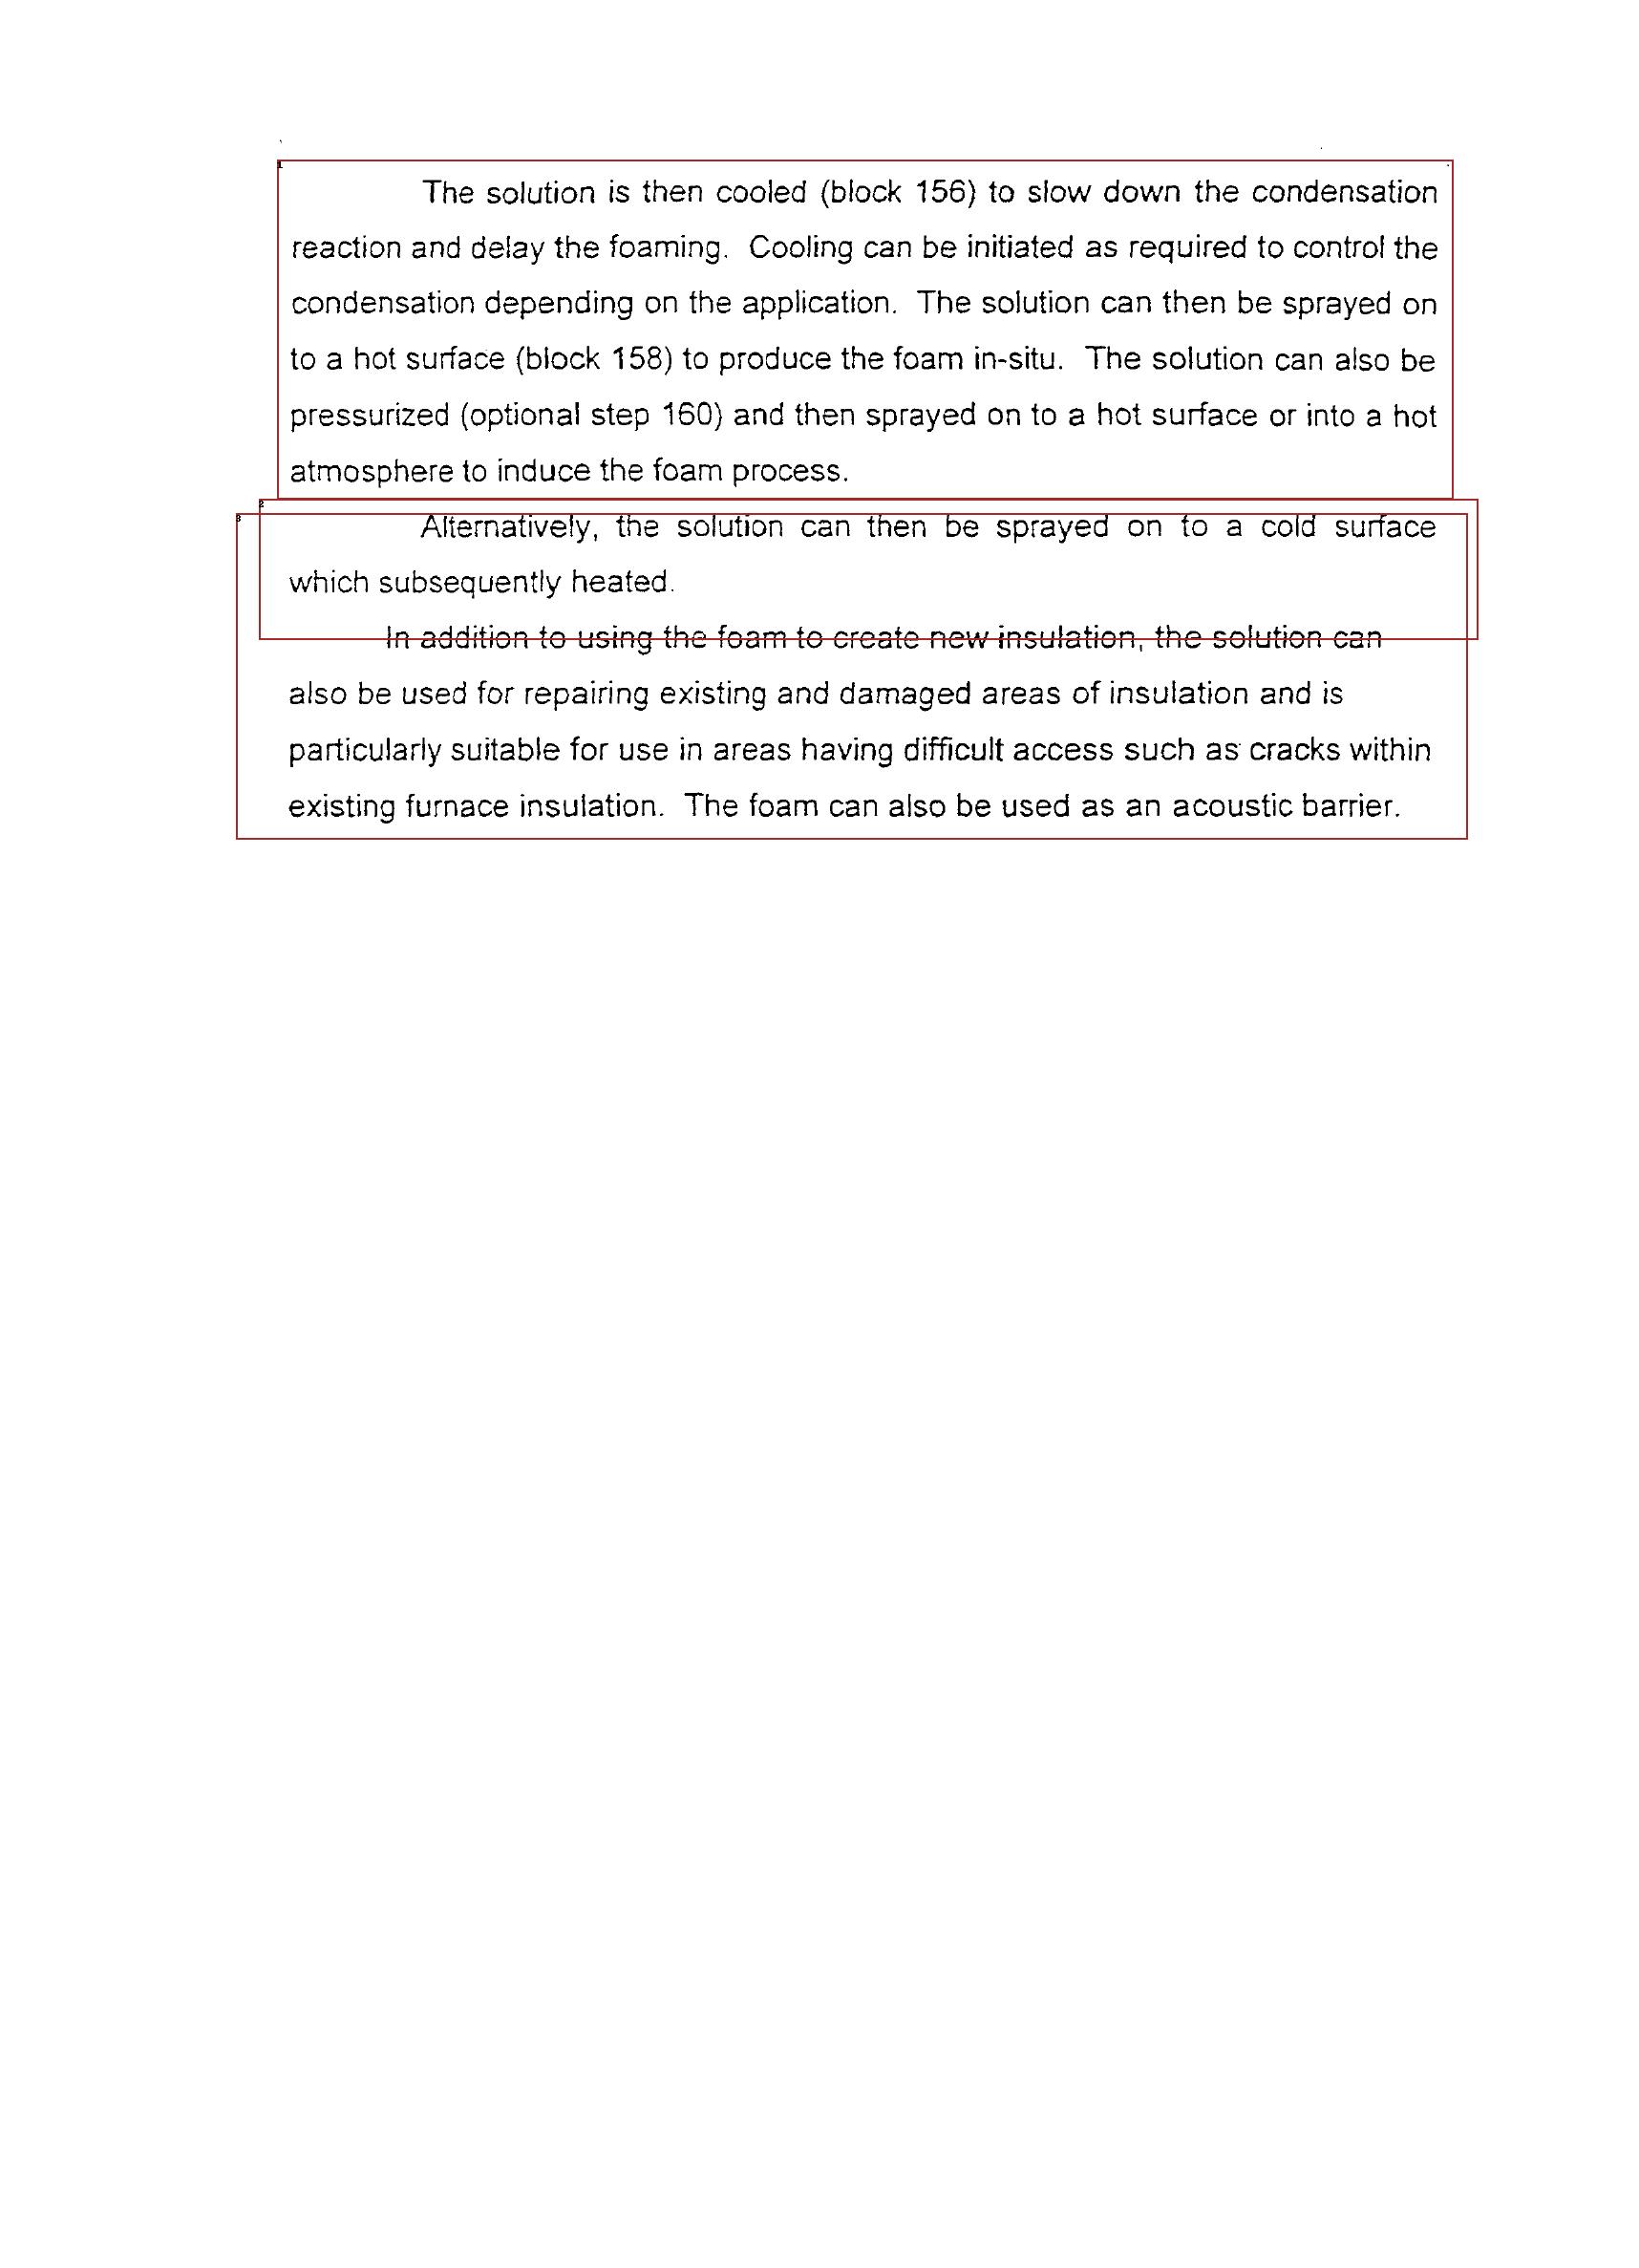 The solution is then cooled (block 156) to slow down the condensation
reaction and delay the foaming. Cooling can be initiated as required to control the
condensation depending on the application. The solution can then be sprayed on
to a hot surface (block 158) to produce the foam in-situ. The solution can also be
pressurized (optional step 160) and then sprayed on to a hot surface or into a hot
atmosphere to induce the foam process.
Alternatively, the solution can then be sprayed on to a cold surface
which subsequently heated.
In addition to using the foam to create new insulation, the solution can
also be used for repairing existing and damaged areas of insulation and is
particularly suitable for use in areas having difficult access such as cracks within
existing furnace insulation. The foam can also be used as an acoustic barrier.